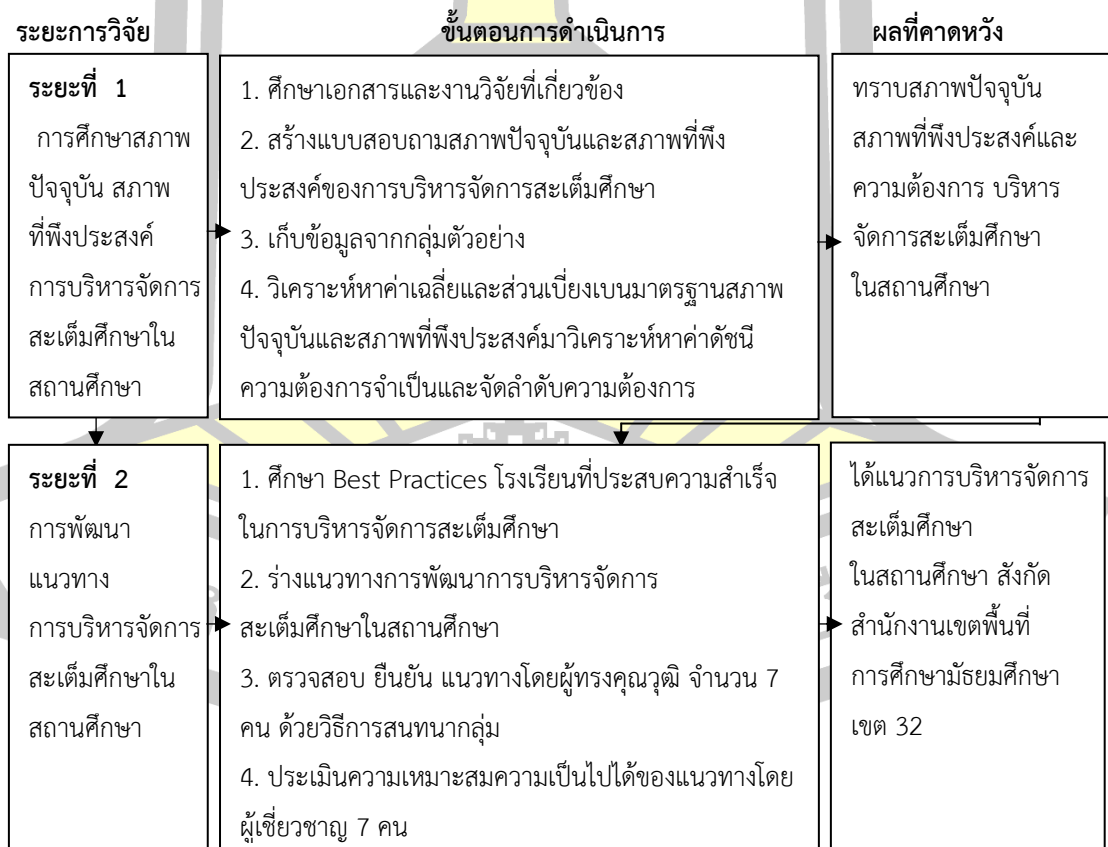 ระยะการวิจัย ขั้นตอนการดำเนินการ ผลที่คาดหวัง
ระยะที่ 1
การศึกษาสภาพ
ปัจจุบัน สภาพ
ที่พึงประสงค์
การบริหารจัดการ
สะเต็มศึกษาใน
สถานศึกษา
1. ศึกษาเอกสารและงานวิจัยที่เกี่ยวข้อง
2. สร้างแบบสอบถามสภาพปัจจุบันและสภาพที่พึง
ประสงค์ของการบริหารจัดการสะเต็มศึกษา
3. เก็บข้อมูลจากกลุ่มตัวอย่าง
4. วิเคราะห์หาค่าเฉลี่ยและส่วนเบี่ยงเบนมาตรฐานสภาพ
ปัจจุบันและสภาพที่พึงประสงค์มาวิเคราะห์หาค่าดัชนี
ความต้องการจำเป็นและจัดลำดับความต้องการ
ทราบสภาพปัจจุบัน
สภาพที่พึงประสงค์และ
ความต้องการ บริหาร
จัดการสะเต็มศึกษา
ในสถานศึกษา
ระยะที่ 2
การพัฒนา
แนวทาง
การบริหารจัดการ
สะเต็มศึกษาใน
สถานศึกษา
1. ศึกษา Best Practices โรงเรียนที่ประสบความสำเร็จ
ในการบริหารจัดการสะเต็มศึกษา
2. ร่างแนวทางการพัฒนาการบริหารจัดการ
สะเต็มศึกษาในสถานศึกษา
3. ตรวจสอบ ยืนยัน แนวทางโดยผู้ทรงคุณวุฒิ จำนวน 7
คน ด้วยวิธีการสนทนากลุ่ม
4. ประเมินความเหมาะสมความเป็นไปได้ของแนวทางโดย
ผู้เชี่ยวชาญ 7 คน
ได้แนวการบริหารจัดการ
สะเต็มศึกษา
ในสถานศึกษา สังกัด
สำนักงานเขตพื้นที่
การศึกษามัธยมศึกษา
เขต 32